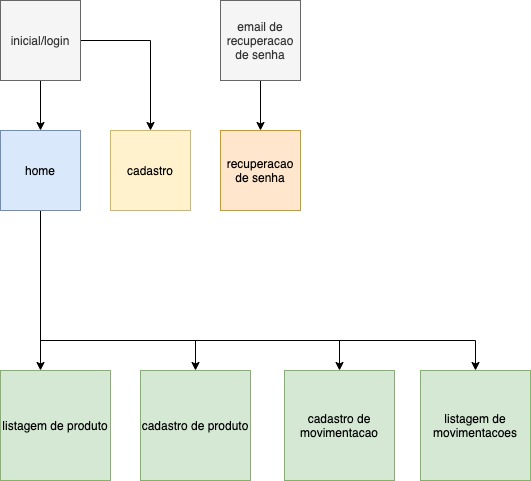 inicial/login
email de
recuperacao
de senha
home
cadastro
recuperacao
de senha
listagem de produto
cadastro de produto
cadastro de
movimentacao
listagem de
movimentacoes